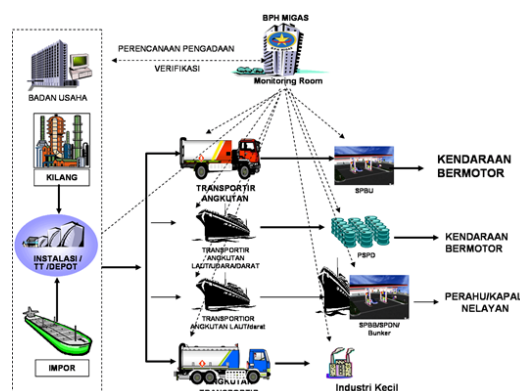 BPH MIGAS
PERENCANAAN PENGADAAN
VERIFIKASI
Monitoring Room
BADAN USAHA
KILANG
TRANSPORTIR
ANGKUTAN
SPBU
KENDARAAN
BERMOTOR
INSTALASI /
TT /DEPOT
TRANSPORTIR
ANGKUTAN
LAUT/UDARA/DARAT
PSPD
KENDARAAN
BERMOTOR
TRANSPORTIOR
ANGKUTAN LAUT/darat
SPBB/SPDN/
Bunker
PERAHU/KAPAL
NELAYAN
IMPOR
ANGKUTAN
Industri Kecil